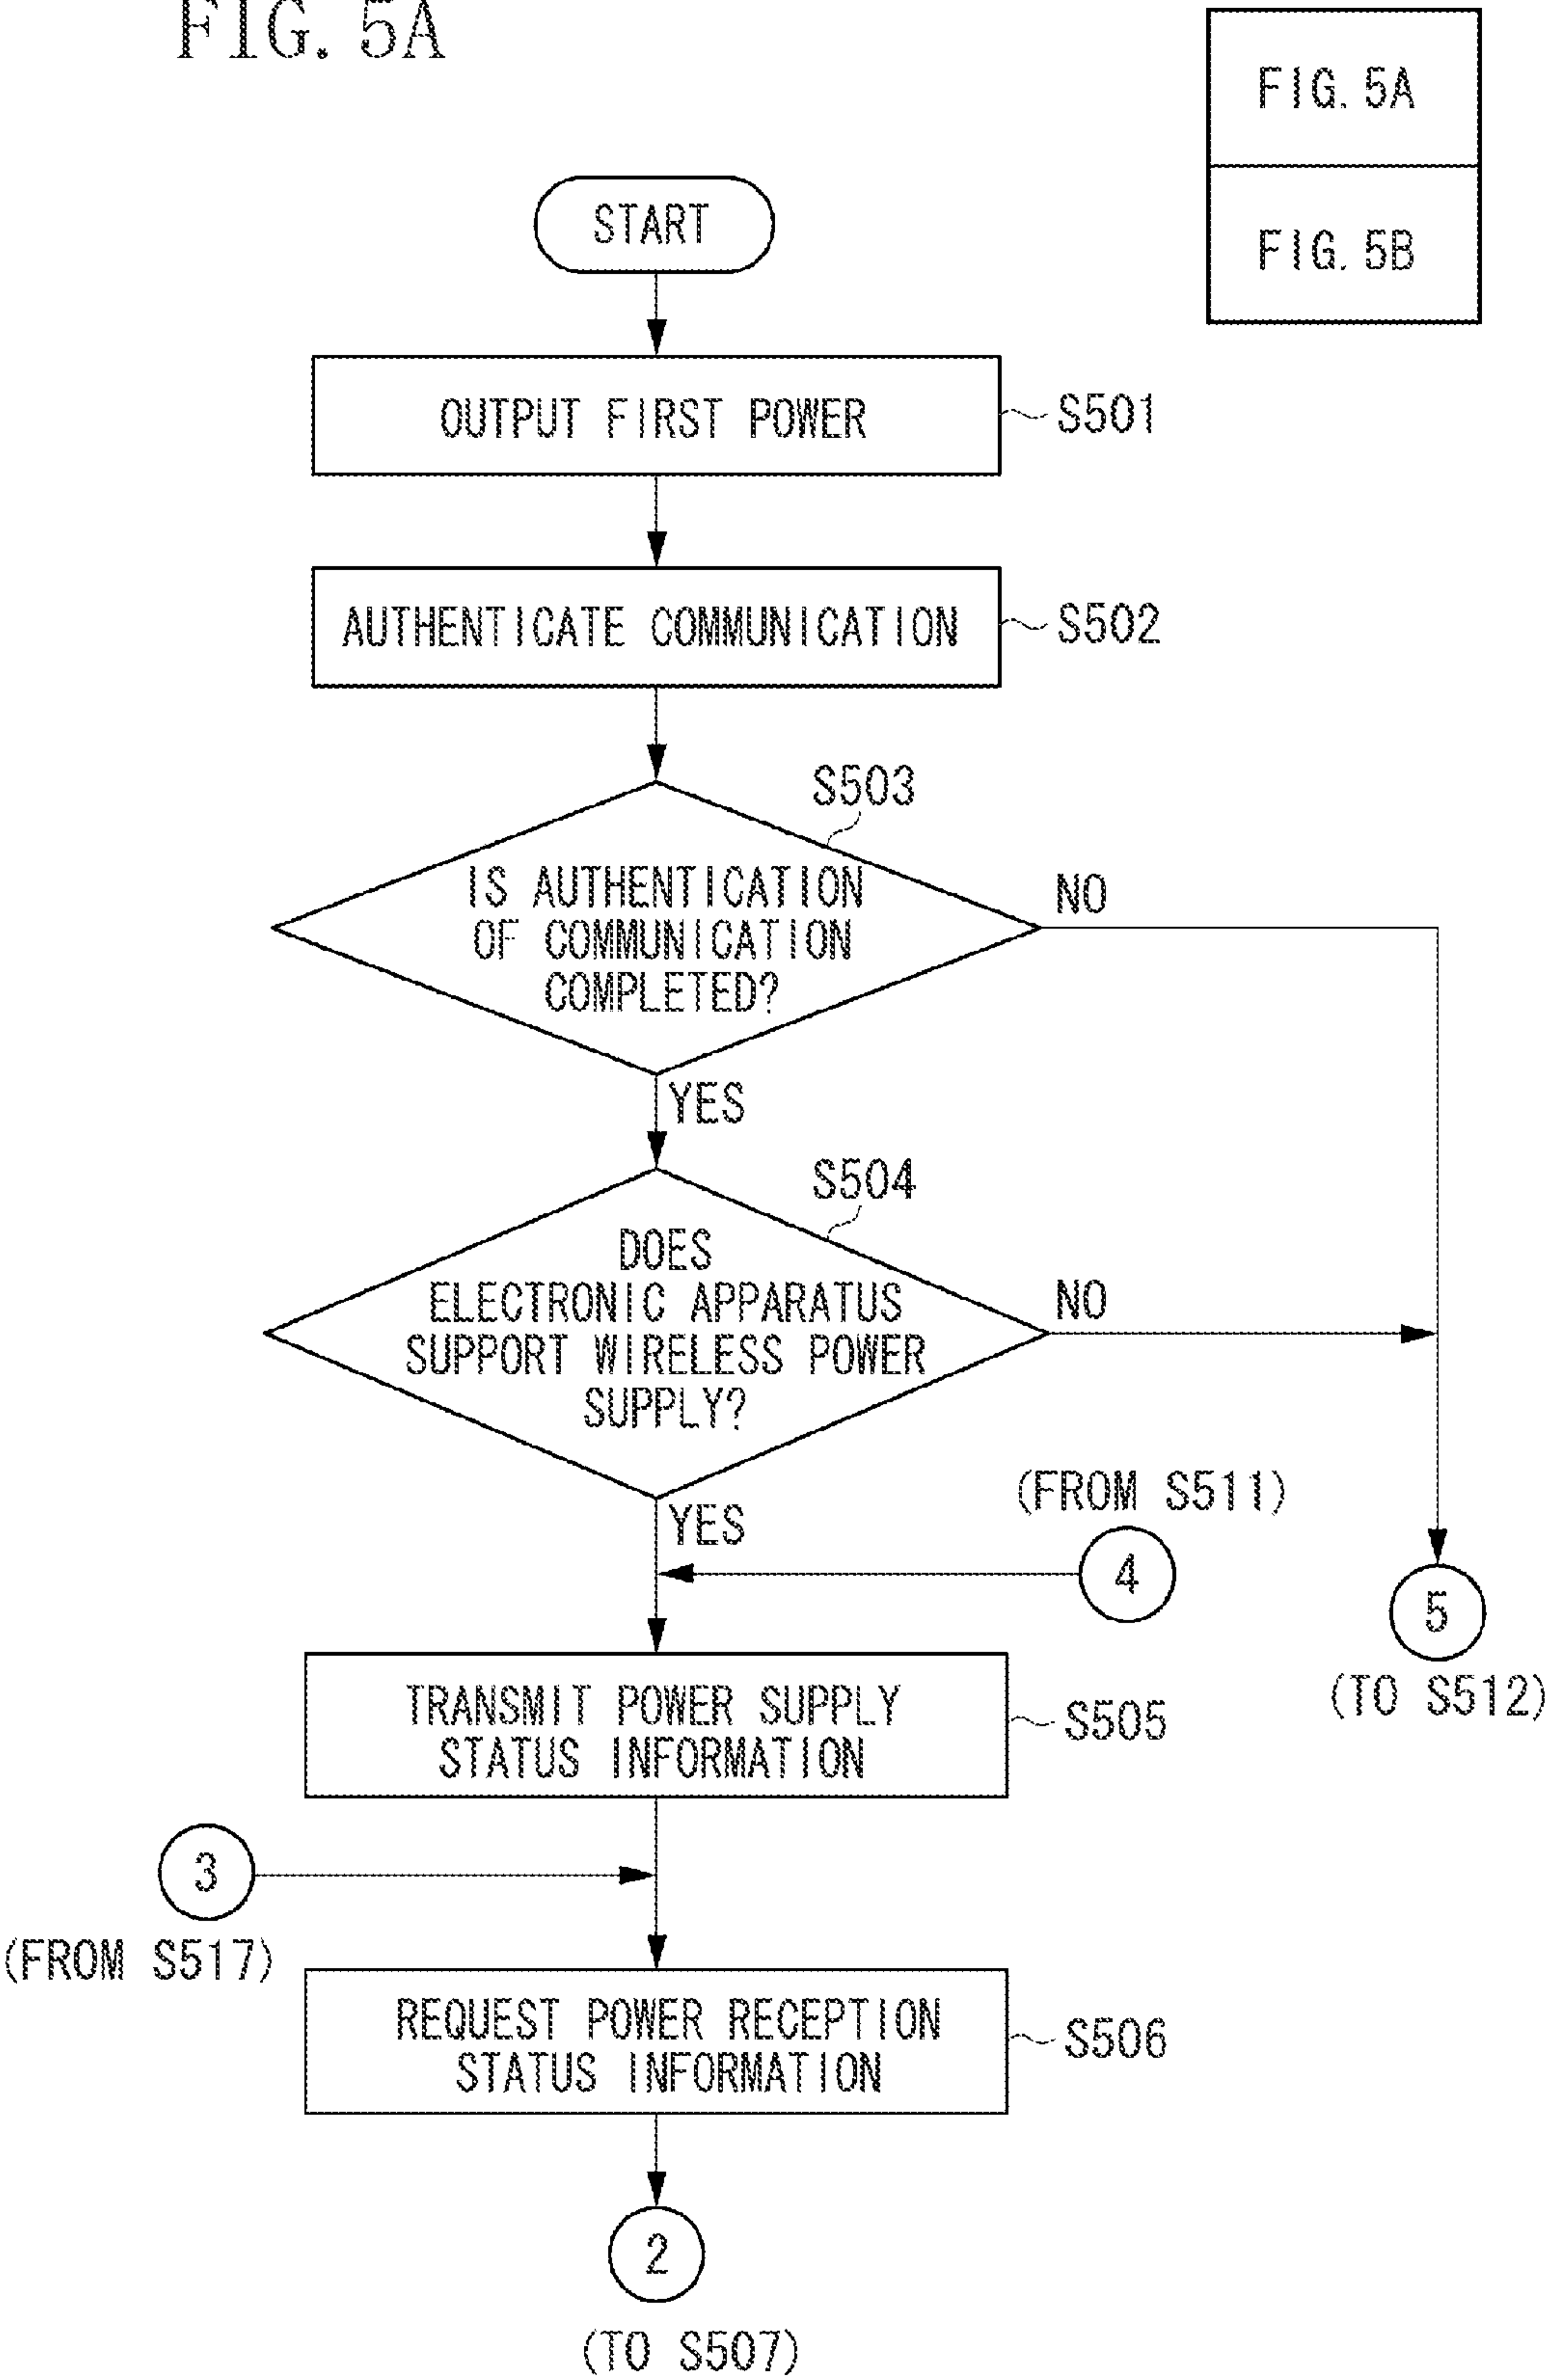 FIG. 5A
FIG. 5A
FIG. 5B
START
OUTPUT FIRST POWER
S501
AUTHENTICATE COMMUNICATION
S502
S503
IS AUTHENTICATION
OF COMMUNICATION
COMPLETED?
NO
YES
S504
DOES
ELECTRONIC APPARATUS
SUPPORT WIRELESS POWER
SUPPLY?
NO
YES
(FROM S511)
4
5
(TO S512)
TRANSMIT POWER SUPPLY
STATUS INFORMATION
S505
3
(FROM S517)
REQUEST POWER RECEPTION
STATUS INFORMATION
S506
2
(TO S507)